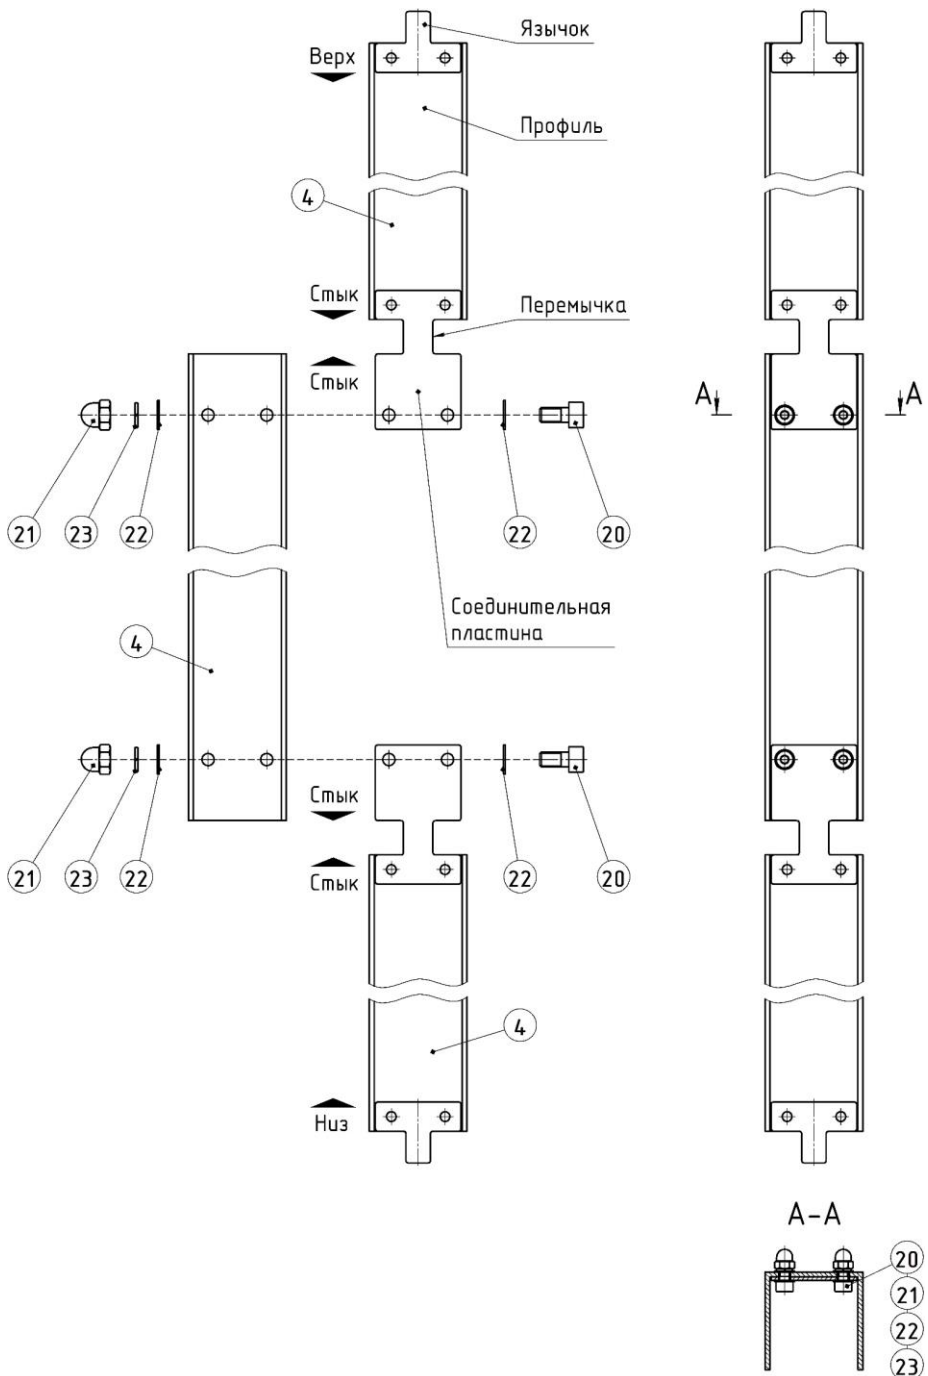 Язычок
Верх
Профиль
4
Стык
Перемычка
Стык
А
А
21
23
22
22
20
Соединительная
пластина
4
Стык
21
23
22
Стык
22
20
4
Низ
А-А
20
21
22
23